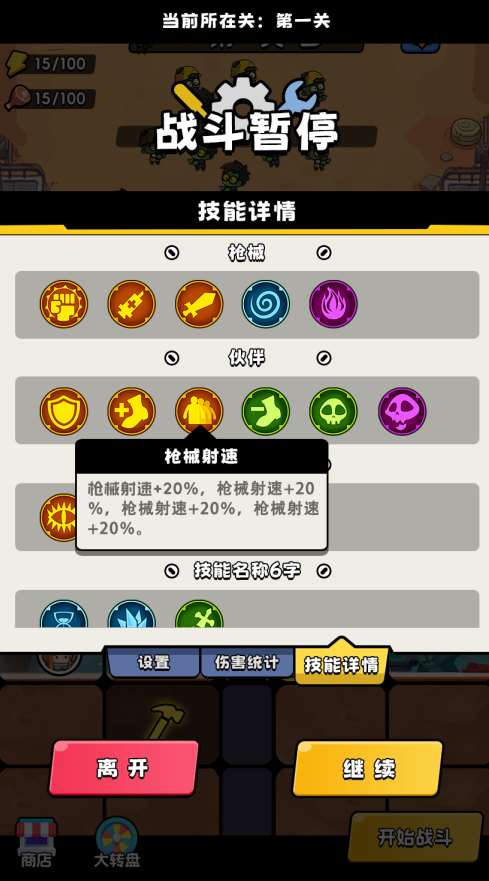 当前所在关：第一关
15/100
15/100
战斗暂停
技能详情
枪械
伙伴
枪械射速
枪械射速+20%，枪械射速+20
%，枪械射速+20%，枪械射速
+20%。
技能名称6字
设置
伤害统计
技能详情
离开
继续
开始战斗
商店
大转盘